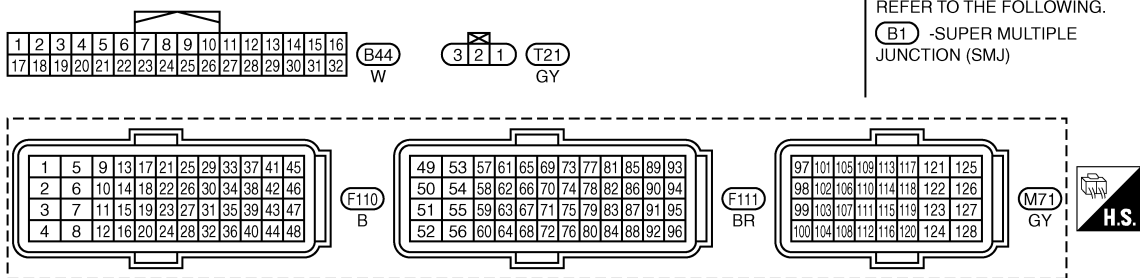 REFER TO THE FOLLOWING.
B1 -SUPER MULTIPLE
JUNCTION (SMJ)
1 2 3 4 5 6 7 8 9 10 11 12 13 14 15 16
17 18 19 20 21 22 23 24 25 26 27 28 29 30 31 32
B44
W
3 2 1
T21
GY
1 5 9 13 17 21 25 29 33 37 41 45
2 6 10 14 18 22 26 30 34 38 42 46
3 7 11 15 19 23 27 31 35 39 43 47
4 8 12 16 20 24 28 32 36 40 44 48
F110
B
49 53 57 61 65 69 73 77 81 85 89 93
50 54 58 62 66 70 74 78 82 86 90 94
51 55 59 63 67 71 75 79 83 87 91 95
52 56 60 64 68 72 76 80 84 88 92 96
F111
BR
97 101 105 109 113 117 121 125
98 102 106 110 114 118 122 126
99 103 107 111 115 119 123 127
100 104 108 112 116 120 124 128
M71
GY
H.S.